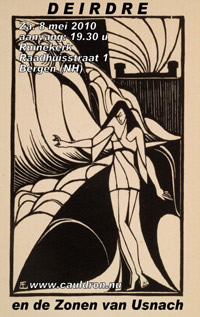 DEIRDRE
Za. 8 mei 2010
aanvang: 19.30 u
Ruïnekerk
Raadhuisstraat 1
Bergen (NH)
www.cauldron.ng
en de Zonen van Usnach